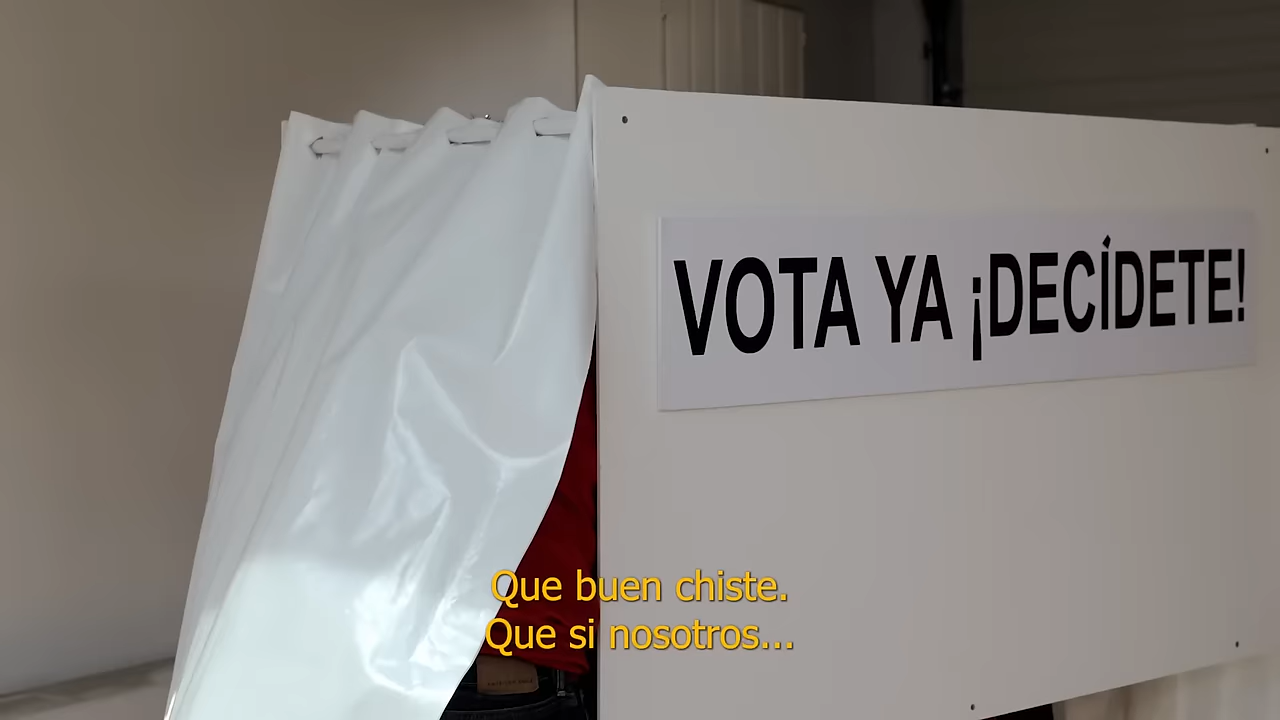 VOTA YA ¡DECÍDETE!
Que buen chiste.
Que si nosotros...